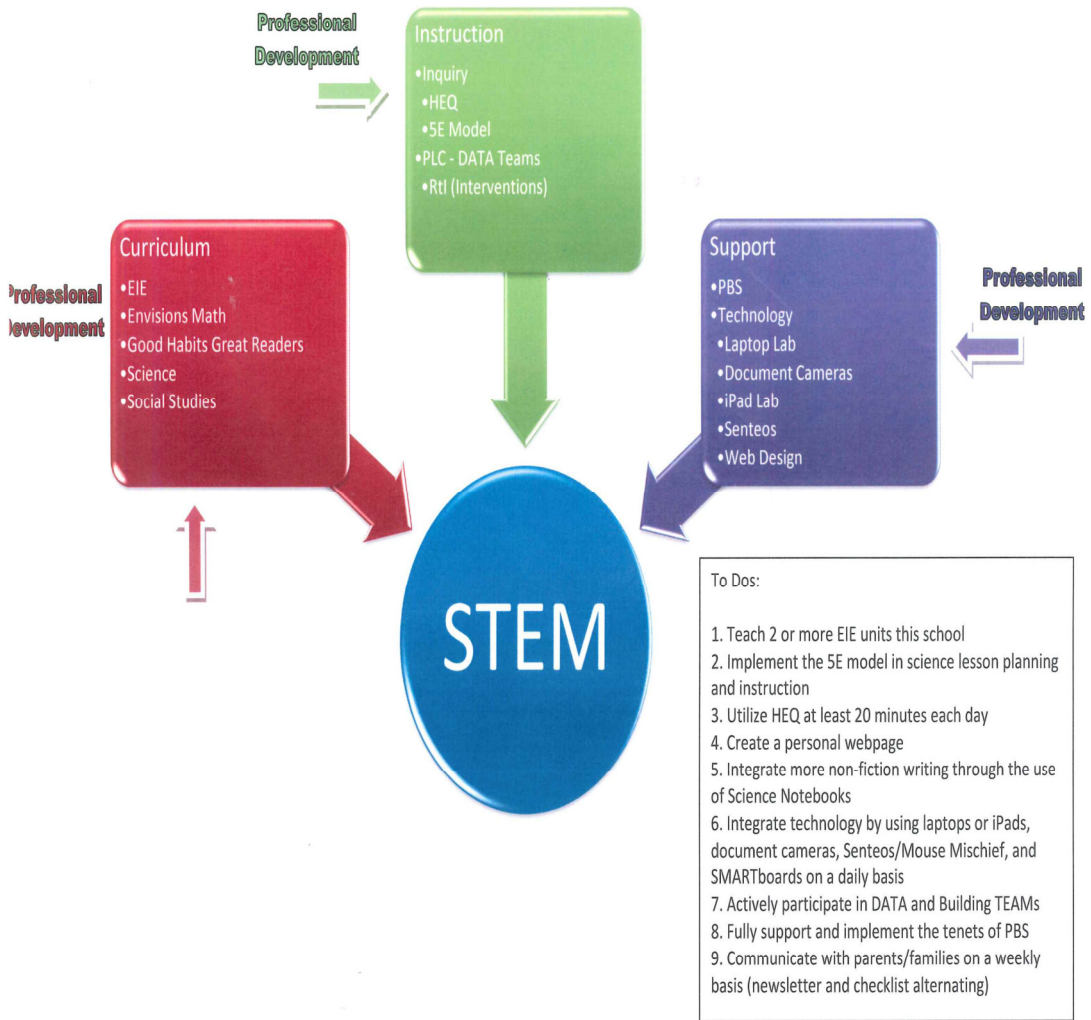 Professional
Development
Instruction
•Inquiry
•HEQ
•5E Model
•PLC - DATA Teams
•RtI (Interventions)
Curriculum
•EIE
•Envisions Math
•Good Habits Great Readers
•Science
•Social Studies
Professional
Development
Support
•PBS
•Technology
•Laptop Lab
•Document Cameras
•iPad Lab
•Senteos
•Web Design
Professional
Development
STEM
To Dos:
1. Teach 2 or more EIE units this school
2. Implement the 5E model in science lesson planning
and instruction
3. Utilize HEQ at least 20 minutes each day
4. Create a personal webpage
5. Integrate more non-fiction writing through the use
of Science Notebooks
6. Integrate technology by using laptops or iPads,
document cameras, Senteos/Mouse Mischief, and
SMARTboards on a daily basis
7. Actively participate in DATA and Building TEAMs
8. Fully support and implement the tenets of PBS
9. Communicate with parents/families on a weekly
basis (newsletter and checklist alternating)